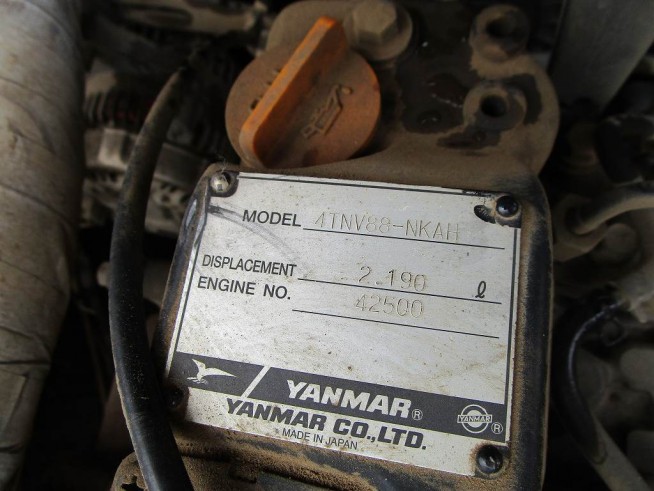 MODEL 4TNV88-NKAH
DISPLACEMENT 2.190 ℓ
ENGINE NO. 42500
YANMAR®
YANMAR CO.,LTD.
MADE IN JAPAN
YANMAR ®